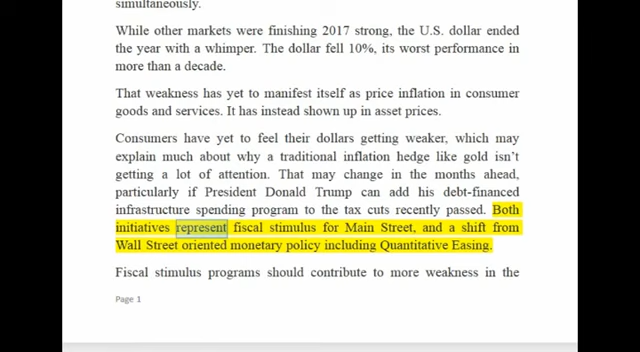 simultaneously.
While other markets were finishing 2017 strong, the U.S. dollar ended
the year with a whimper. The dollar fell 10%, its worst performance in
more than a decade.
That weakness has yet to manifest itself as price inflation in consumer
goods and services. It has instead shown up in asset prices.
Consumers have yet to feel their dollars getting weaker, which may
explain much about why a traditional inflation hedge like gold isn't
getting a lot of attention. That may change in the months ahead,
particularly if President Donald Trump can add his debt-financed
infrastructure spending program to the tax cuts recently passed. Both
initiatives represent fiscal stimulus for Main Street, and a shift from
Wall Street oriented monetary policy including Quantitative Easing.
Fiscal stimulus programs should contribute to more weakness in the
Page 1